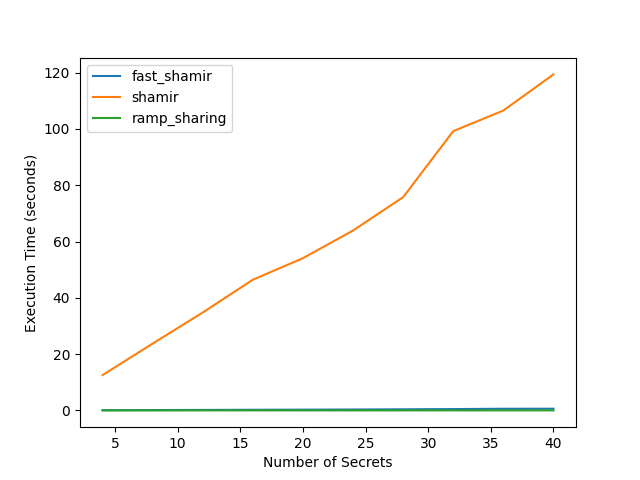 fast_shamir
shamir
ramp_sharing
Execution Time (seconds)
120
100
80
60
40
20
0
5 10 15 20 25 30 35 40
Number of Secrets